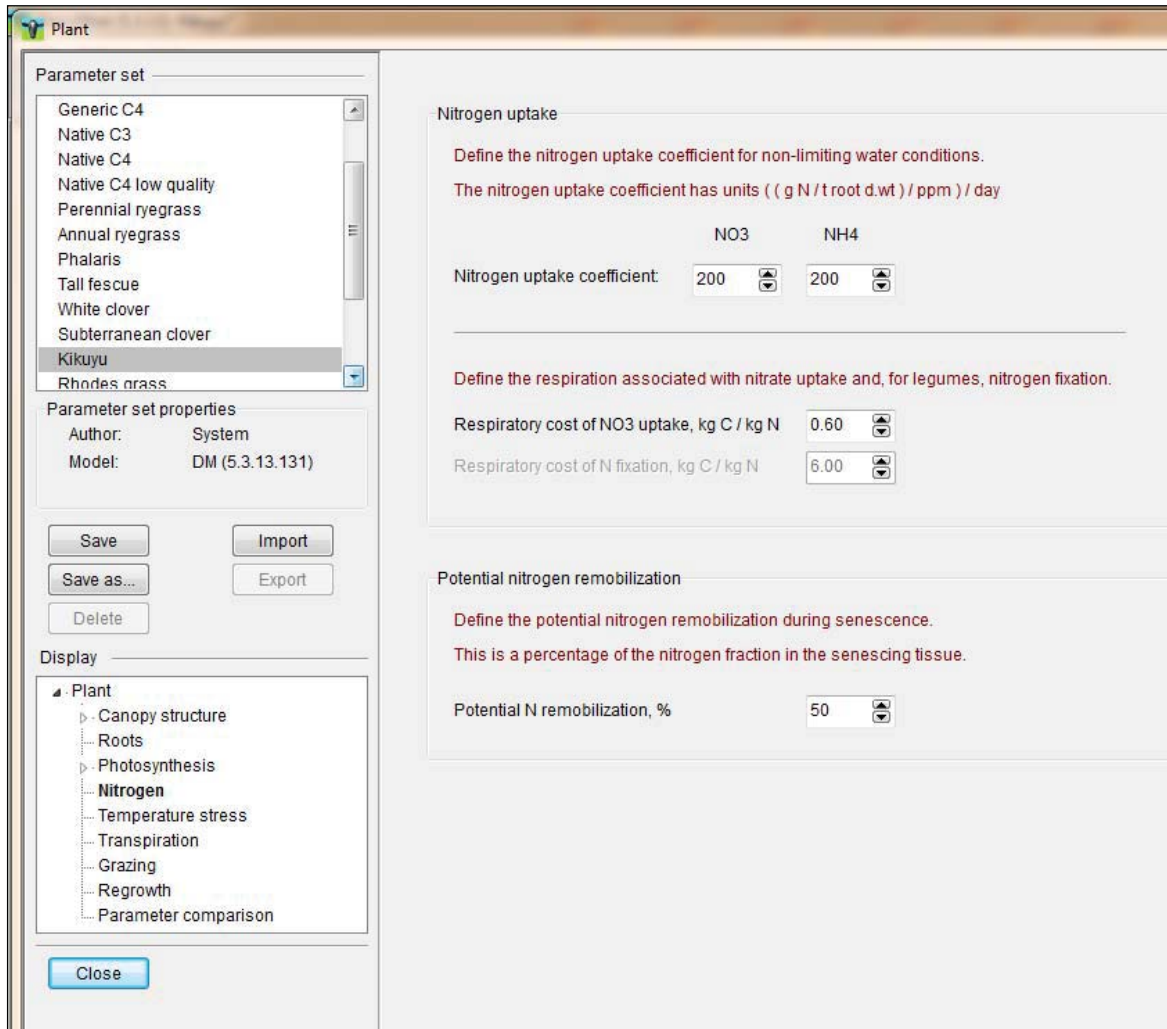 Plant
Parameter set
Generic C4
Native C3
Native C4
Native C4 low quality
Perennial ryegrass
Annual ryegrass
Phalaris
Tall fescue
White clover
Subterranean clover
Kikuyu
Rhodes grass
Parameter set properties
Author: System
Model: DM (5.3.13.131)
Save Import
Save as... Export
Delete
Display
Plant
Canopy structure
Roots
Photosynthesis
Nitrogen
Temperature stress
Transpiration
Grazing
Regrowth
Parameter comparison
Close
Nitrogen uptake
Define the nitrogen uptake coefficient for non-limiting water conditions.
The nitrogen uptake coefficient has units ( ( g N / t root d.wt ) / ppm ) / day
NO3 NH4
Nitrogen uptake coefficient: 200 200
Define the respiration associated with nitrate uptake and, for legumes, nitrogen fixation.
Respiratory cost of NO3 uptake, kg C / kg N 0.60
Respiratory cost of N fixation, kg C / kg N 6.00
Potential nitrogen remobilization
Define the potential nitrogen remobilization during senescence.
This is a percentage of the nitrogen fraction in the senescing tissue.
Potential N remobilization, % 50